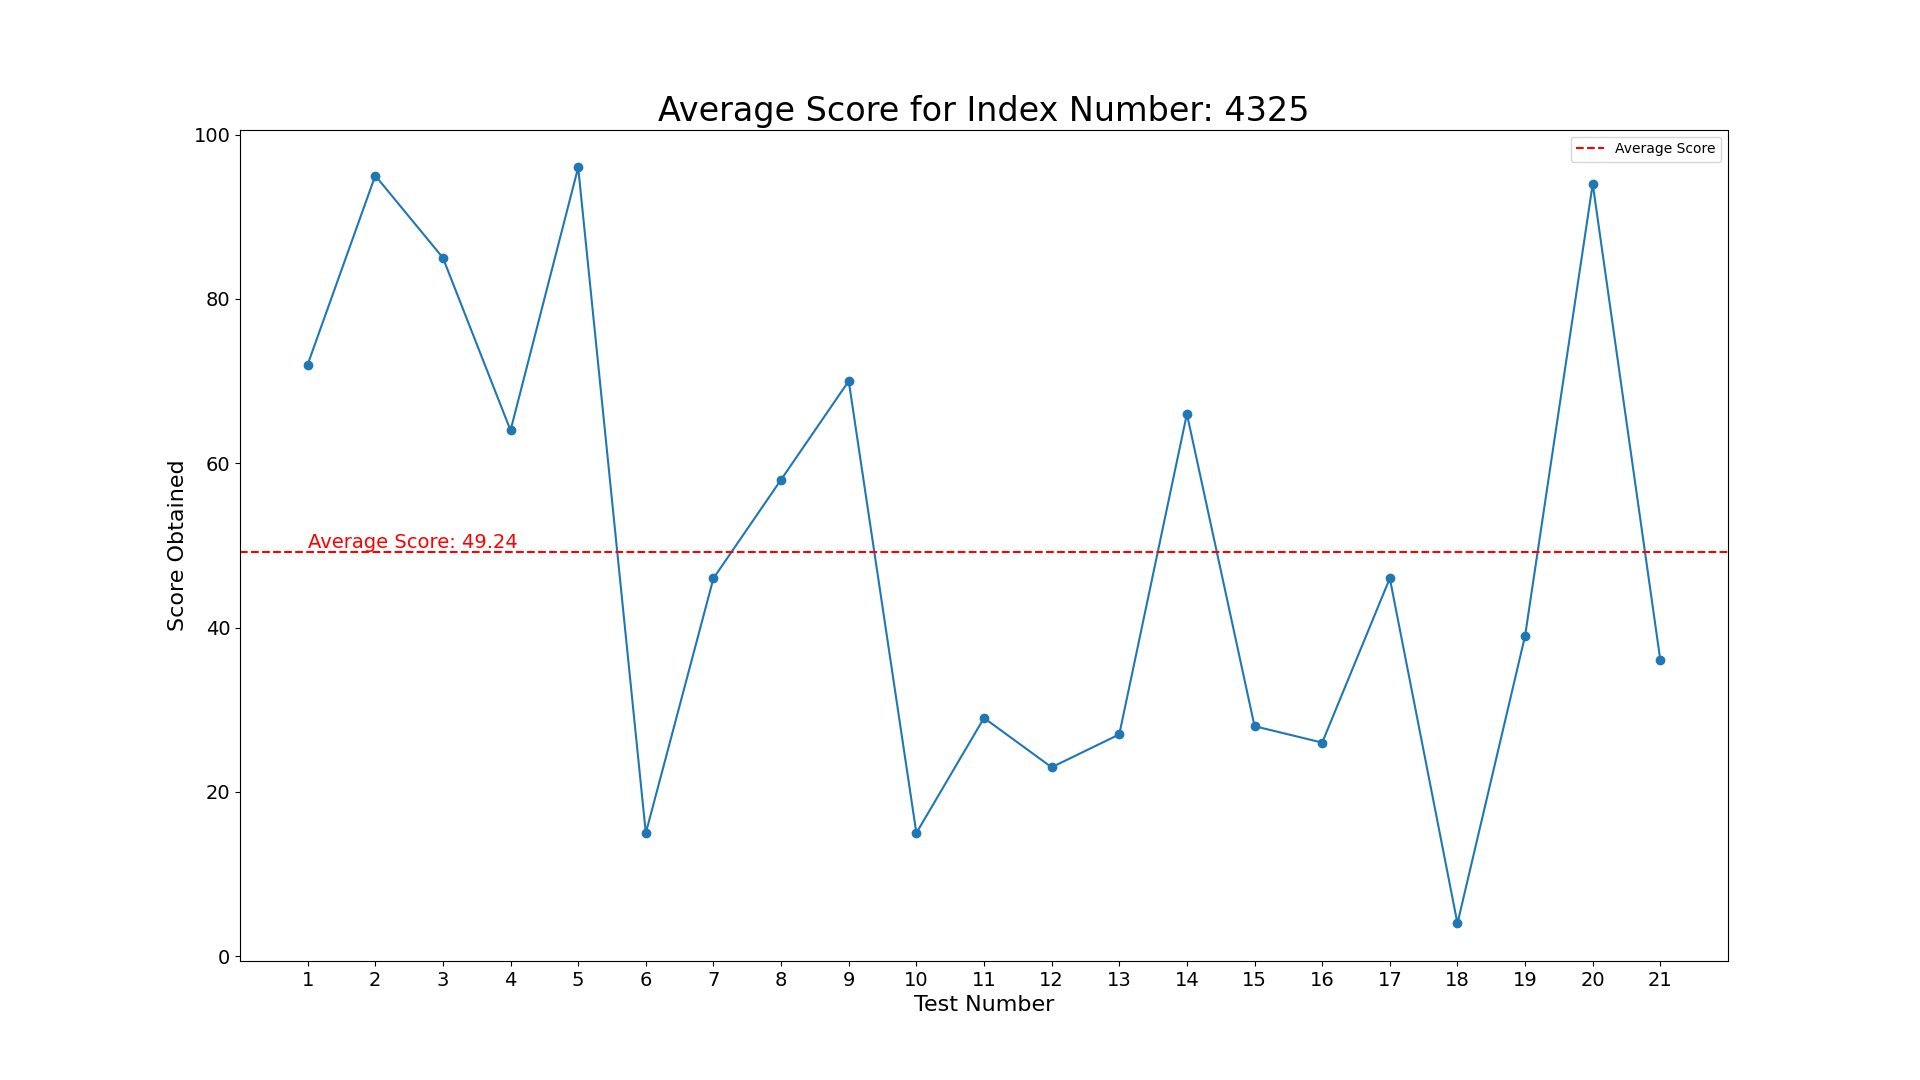 Average Score for Index Number: 4325
Average Score
Score Obtained
100
80
60
40
20
0
Average Score: 49.24
1 2 3 4 5 6 7 8 9 10 11 12 13 14 15 16 17 18 19 20 21
Test Number